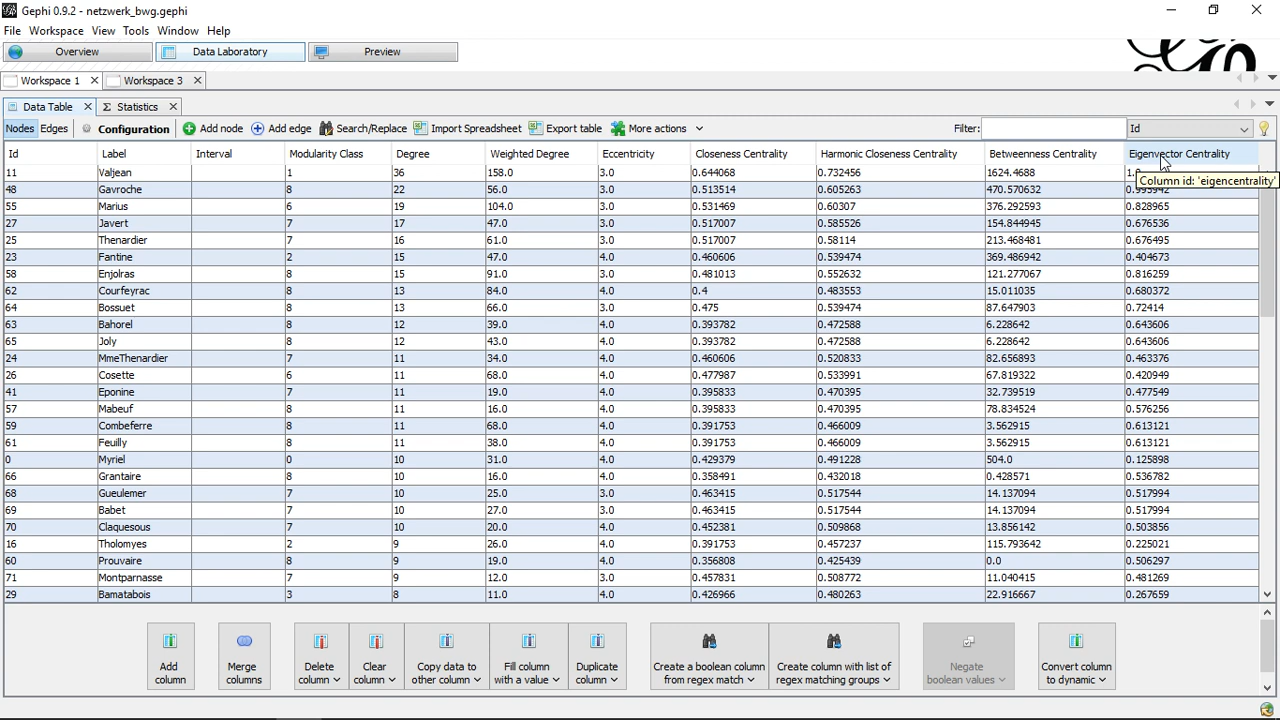 Gephi 0.9.2 - netzwerk_bwg.gephi
File Workspace View Tools Window Help
Overview Data Laboratory Preview
Workspace 1 Workspace 3
Data Table Statistics
Nodes Edges Configuration Add node Add edge Search/Replace Import Spreadsheet Export table More actions Filter: Id
Id Label Interval Modularity Class Degree Weighted Degree Eccentricity Closeness Centrality Harmonic Closeness Centrality Betweenness Centrality Eigenvector Centrality
11 Valjean 1 36 158.0 3.0 0.644068 0.732456 1624.4688
Column id: 'eigencentrality'
48 Gavroche 8 22 56.0 3.0 0.513514 0.605263 470.570632
55 Marius 6 19 104.0 3.0 0.531469 0.60307 376.292593 0.828965
27 Javert 7 17 47.0 3.0 0.517007 0.585526 154.844945 0.676536
25 Thenardier 7 16 61.0 3.0 0.517007 0.58114 213.468481 0.676495
23 Fantine 2 15 47.0 4.0 0.460606 0.539474 369.486942 0.404673
58 Enjolras 8 15 91.0 3.0 0.481013 0.552632 121.277067 0.816259
62 Courfeyrac 8 13 84.0 4.0 0.4 0.483553 15.011035 0.680372
64 Bossuet 8 13 66.0 3.0 0.475 0.539474 87.647903 0.72414
63 Bahorel 8 12 39.0 4.0 0.393782 0.472588 6.228642 0.643606
65 Joly 8 12 43.0 4.0 0.393782 0.472588 6.228642 0.643606
24 MmeThenardier 7 11 34.0 4.0 0.460606 0.520833 82.656893 0.463376
26 Cosette 6 11 68.0 4.0 0.477987 0.533991 67.819322 0.420949
41 Eponine 7 11 19.0 4.0 0.395833 0.470395 32.739519 0.477549
57 Mabeuf 8 11 16.0 4.0 0.395833 0.470395 78.834524 0.576256
59 Combeferre 8 11 68.0 4.0 0.391753 0.466009 3.562915 0.613121
61 Feuilly 8 11 38.0 4.0 0.391753 0.466009 3.562915 0.613121
0 Myriel 0 10 31.0 4.0 0.429379 0.491228 504.0 0.125898
66 Grantaire 8 10 16.0 4.0 0.358491 0.432018 0.428571 0.536782
68 Gueulemer 7 10 25.0 3.0 0.463415 0.517544 14.137094 0.517994
69 Babet 7 10 27.0 3.0 0.463415 0.517544 14.137094 0.517994
70 Claquesous 7 10 20.0 4.0 0.452381 0.509868 13.856142 0.503856
16 Tholomyes 2 9 26.0 4.0 0.391753 0.457237 115.793642 0.225021
60 Prouvaire 8 9 19.0 4.0 0.356808 0.425439 0.0 0.506297
71 Montparnasse 7 9 12.0 4.0 0.457831 0.508772 11.040415 0.481269
29 Bamatabois 3 8 11.0 4.0 0.426966 0.480263 22.916667 0.267659
Add column Merge columns Delete column Clear column Copy data to other column Fill column with a value Duplicate column Create a boolean column from regex match Create column with list of regex matching groups Negate boolean values Convert column to dynamic